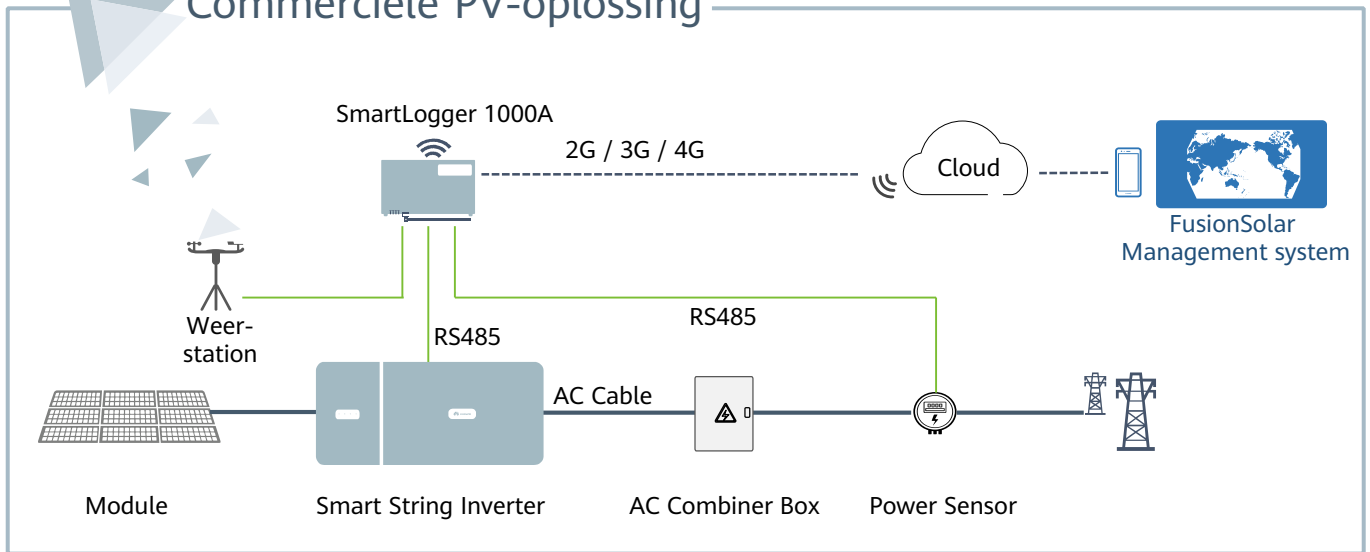 Commerciële PV-oplossing
SmartLogger 1000A
2G / 3G / 4G
Cloud
FusionSolar
Management system
Weer-
station
RS485
RS485
AC Cable
Module
Smart String Inverter
AC Combiner Box
Power Sensor